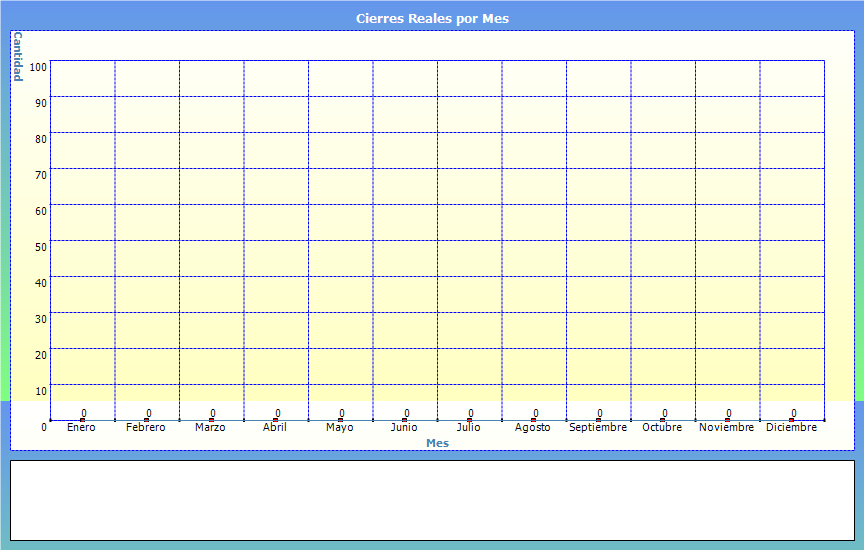 Cierres Reales por Mes
Cantidad
100
90
80
70
60
50
40
30
20
10
0
0 0 0 0 0 0 0 0 0 0 0 0
Enero Febrero Marzo Abril Mayo Junio Julio Agosto Septiembre Octubre Noviembre Diciembre
Mes